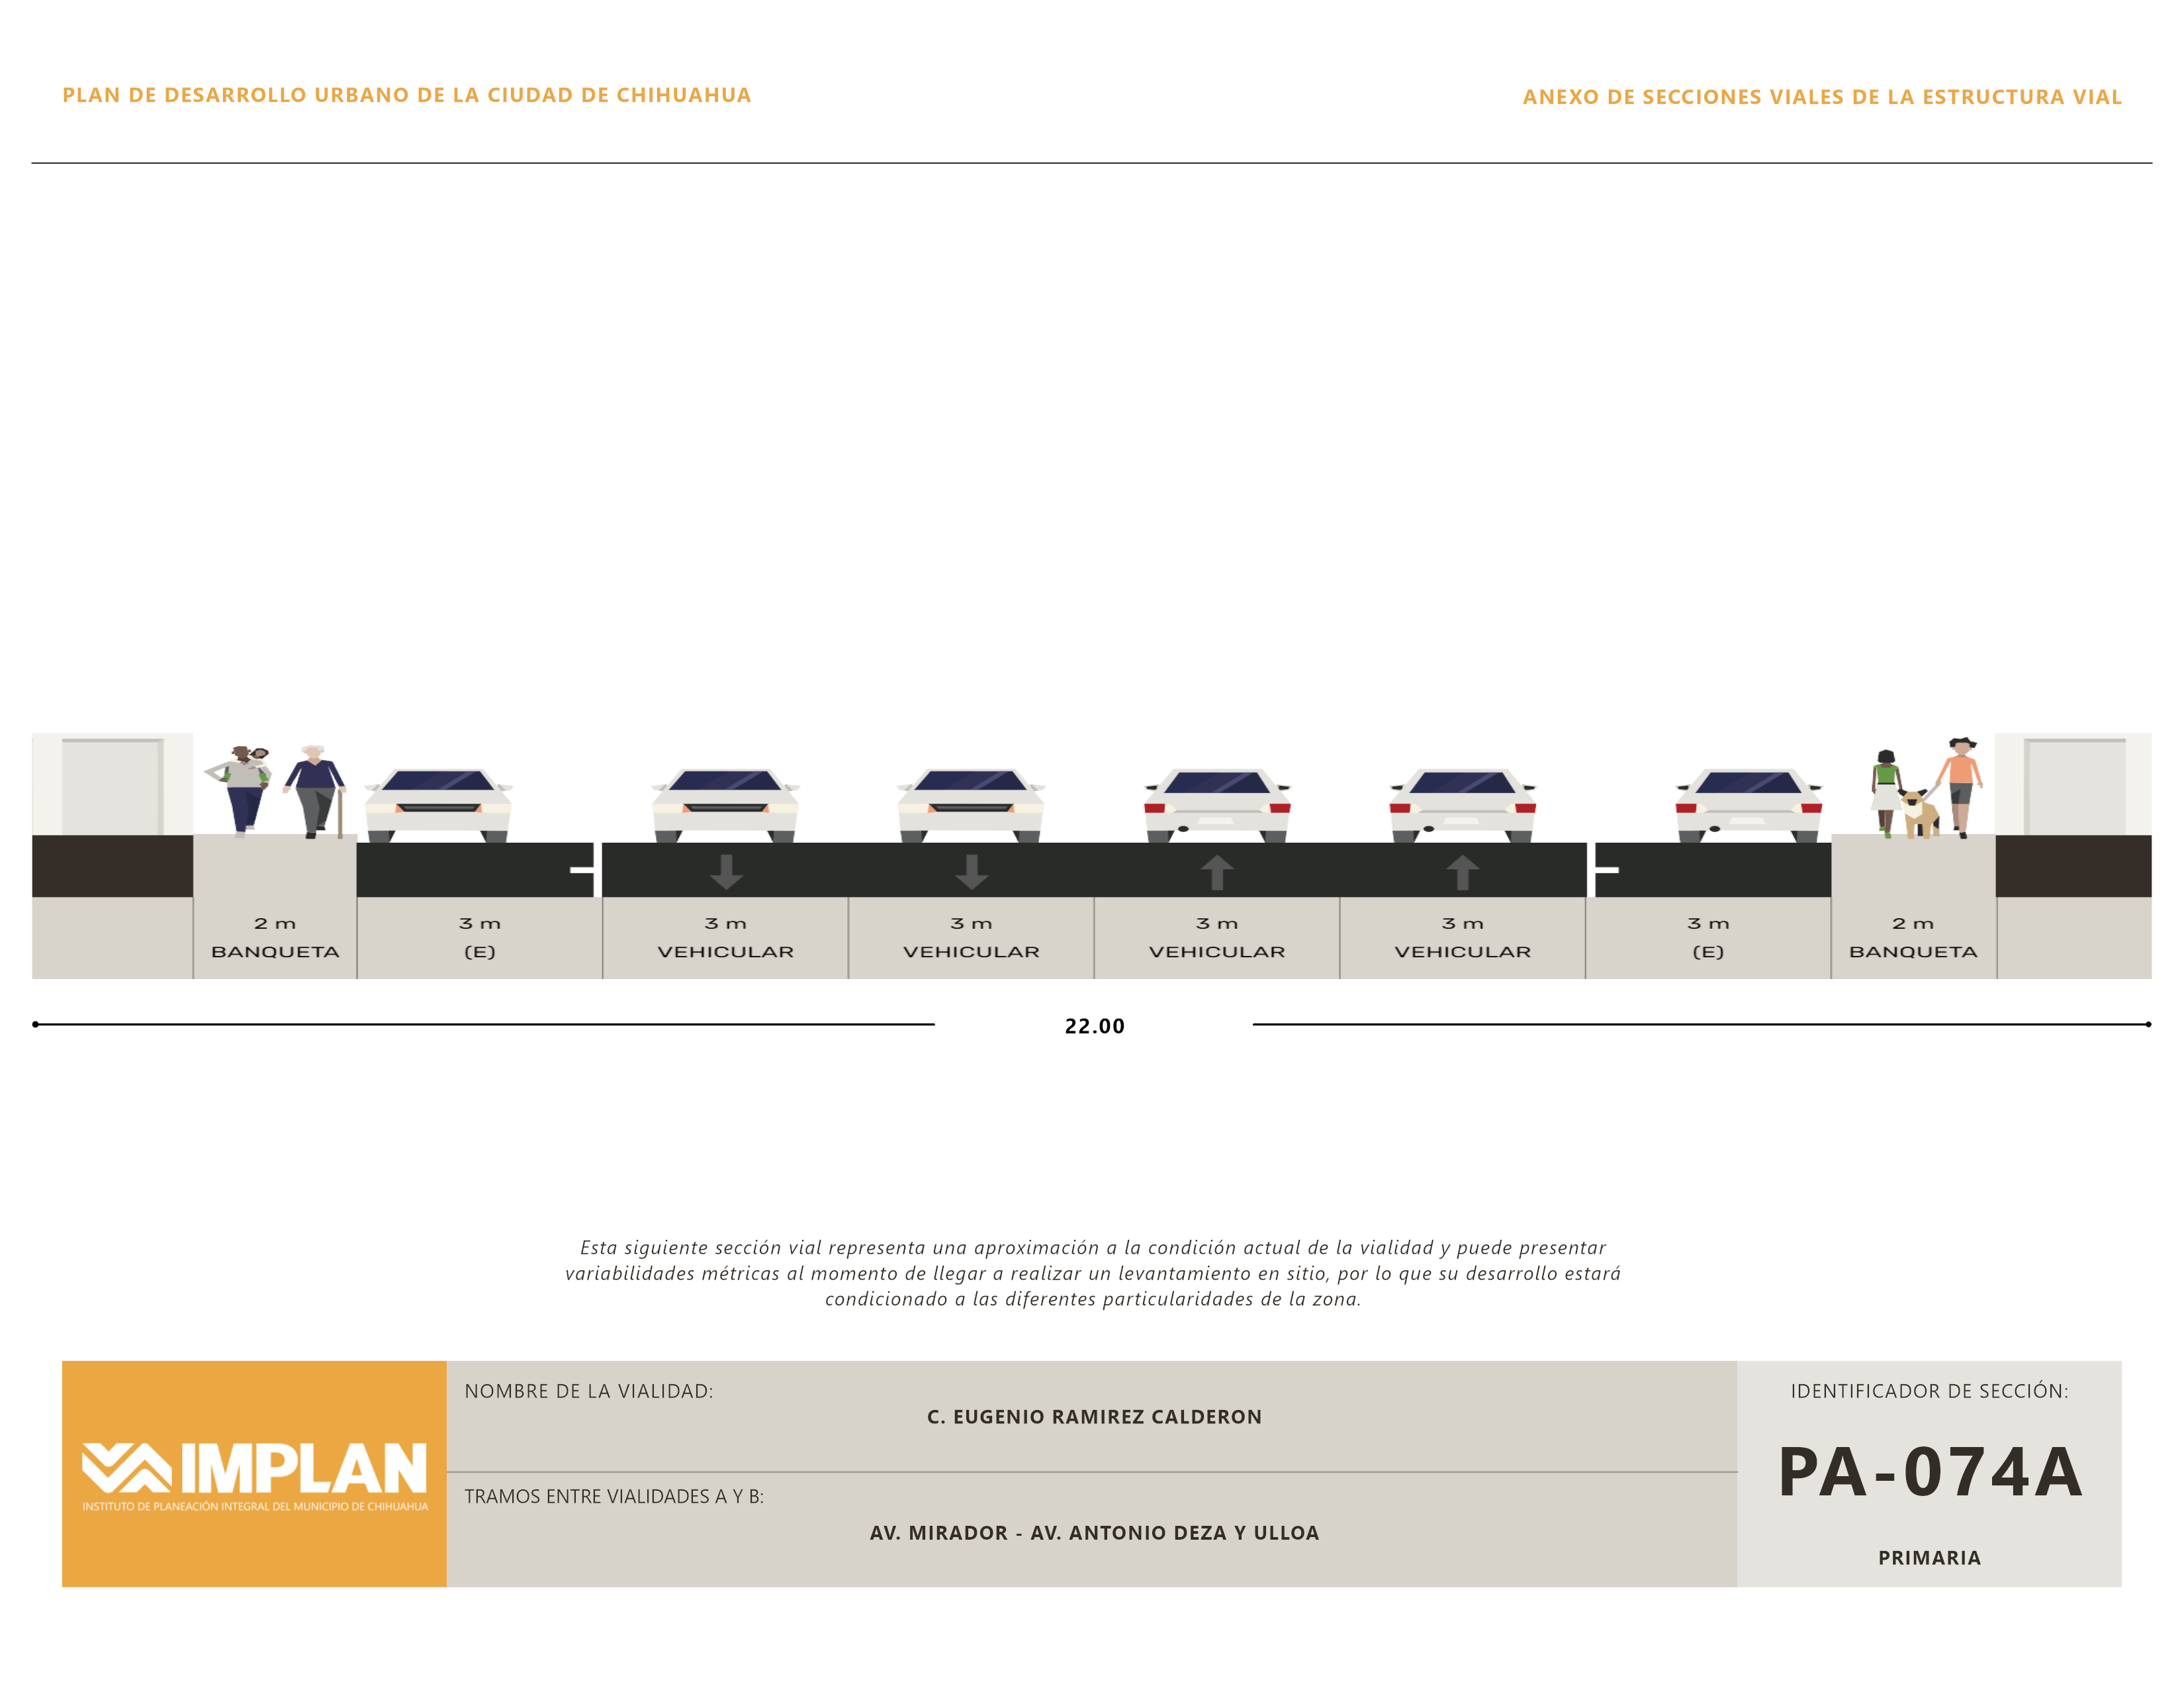 PLAN DE DESARROLLO URBANO DE LA CIUDAD DE CHIHUAHUA
ANEXO DE SECCIONES VIALES DE LA ESTRUCTURA VIAL
2 m
BANQUETA
3 m
(E)
3 m
VEHICULAR
3 m
VEHICULAR
3 m
VEHICULAR
3 m
VEHICULAR
3 m
(E)
2 m
BANQUETA
22.00
Esta siguiente sección vial representa una aproximación a la condición actual de la vialidad y puede presentar
variabilidades métricas al momento de llegar a realizar un levantamiento en sitio, por lo que su desarrollo estará
condicionado a las diferentes particularidades de la zona.
IMPLAN
INSTITUTO DE PLANEACIÓN INTEGRAL DEL MUNICIPIO DE CHIHUAHUA
NOMBRE DE LA VIALIDAD:
C. EUGENIO RAMIREZ CALDERON
TRAMOS ENTRE VIALIDADES A Y B:
AV. MIRADOR - AV. ANTONIO DEZA Y ULLOA
IDENTIFICADOR DE SECCIÓN:
PA-074A
PRIMARIA